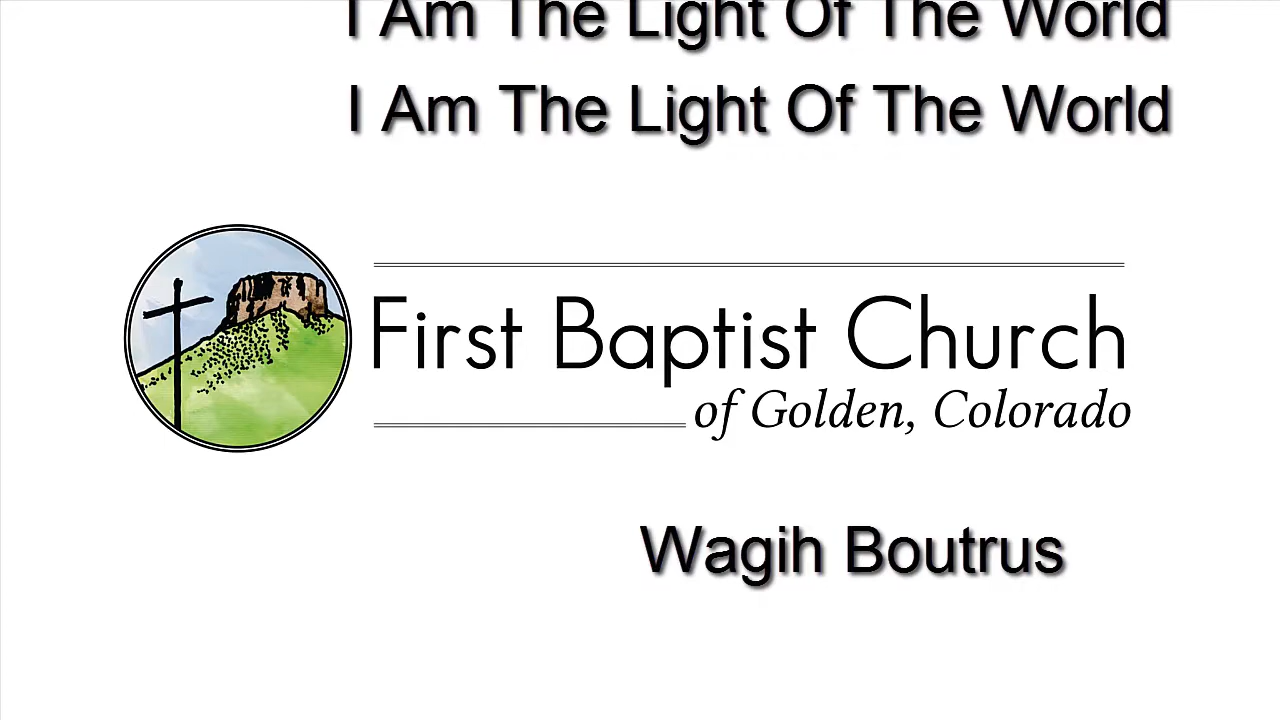 I Am The Light Of The World
I Am The Light Of The World
First Baptist Church
of Golden, Colorado
Wagih Boutrus